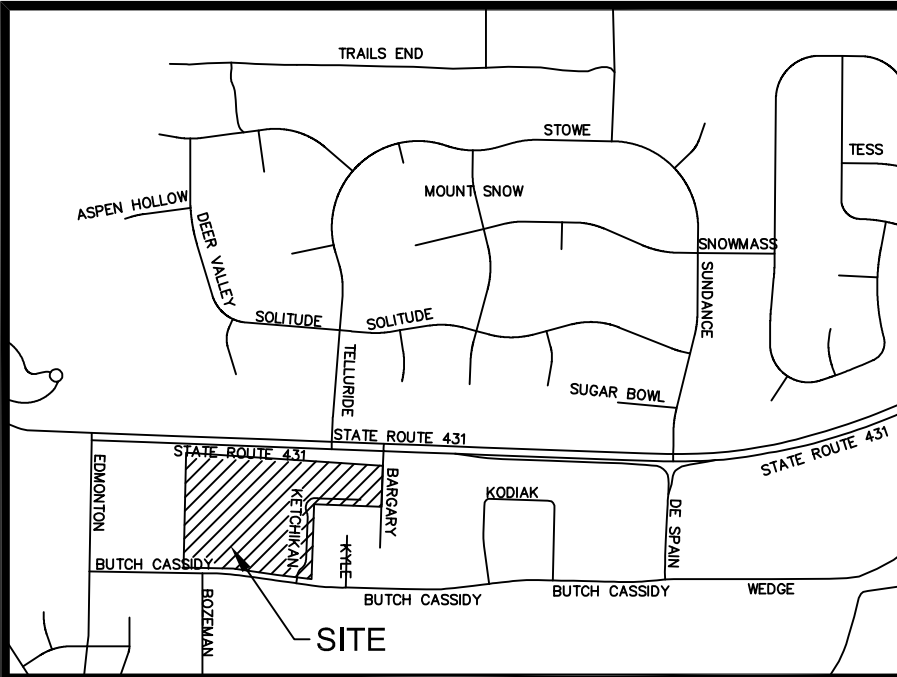 TRAILS END
STOWE
TESS
MOUNT SNOW
ASPEN HOLLOW
DEER VALLEY
SNOWMASS
SUNDANCE
SOLITUDE
SOLITUDE
TELLURIDE
SUGAR BOWL
STATE ROUTE 431
STATE ROUTE 431
STATE ROUTE 431
EDMONTON
BARGARY
KETCHIKAN
KODIAK
DE SPAIN
KYLE
BUTCH CASSIDY
BUTCH CASSIDY
BUTCH CASSIDY
WEDGE
BOZEMAN
SITE